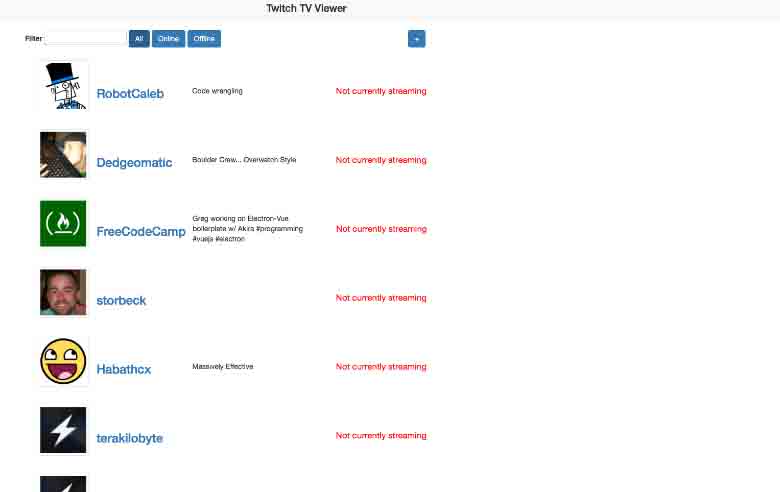 Twitch TV Viewer
Filter All Online Offline +
RobotCaleb Code wrangling Not currently streaming
Dedgeomatic Boulder Crew... Overwatch Style Not currently streaming
FreeCodeCamp Greg working on Electron-Vue Not currently streaming
boilerplate w/ Akira #programming
#vuejs #electron
storbeck Not currently streaming
Habathcx Massively Effective Not currently streaming
terakilobyte Not currently streaming